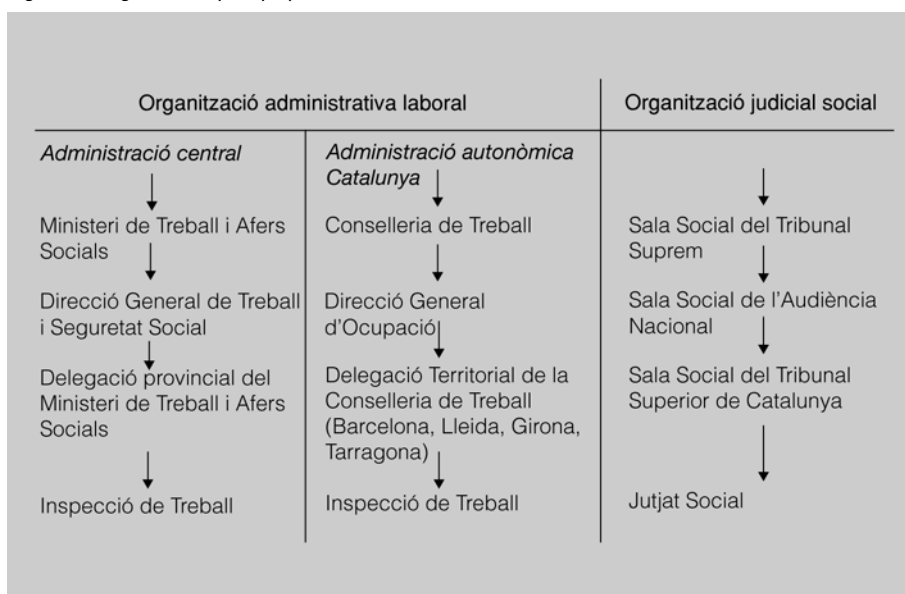 Organització administrativa laboral
Organització judicial social
Administració central
Ministeri de Treball i Afers
Socials
Direcció General de Treball
i Seguretat Social
Delegació provincial del
Ministeri de Treball i Afers
Socials
Inspecció de Treball
Administració autonòmica
Catalunya
Conselleria de Treball
Direcció General
d'Ocupació
Delegació Territorial de la
Conselleria de Treball
(Barcelona, Lleida, Girona,
Tarragona)
Inspecció de Treball
Sala Social del Tribunal
Suprem
Sala Social de l'Audiència
Nacional
Sala Social del Tribunal
Superior de Catalunya
Jutjat Social